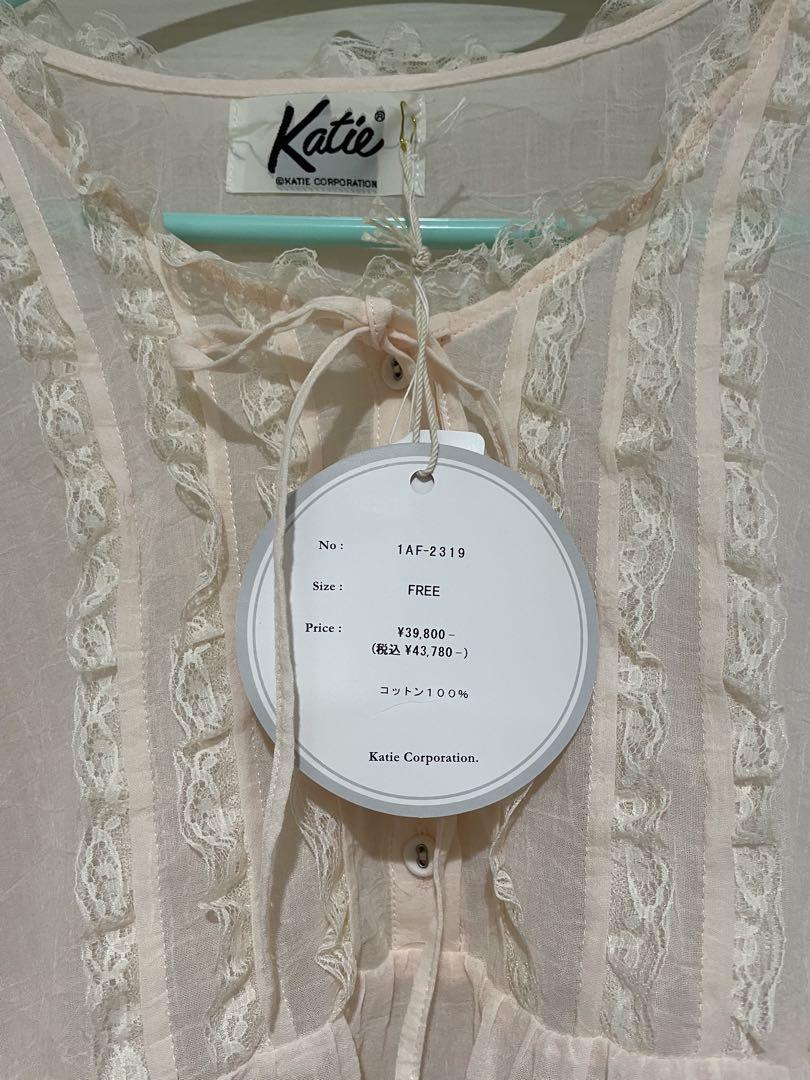 Katie®
©KATIE CORPORATION
No : 1AF-2319
Size : FREE
Price : ¥39,800-
(税込 ¥43,780-)
コットン100%
Katie Corporation.